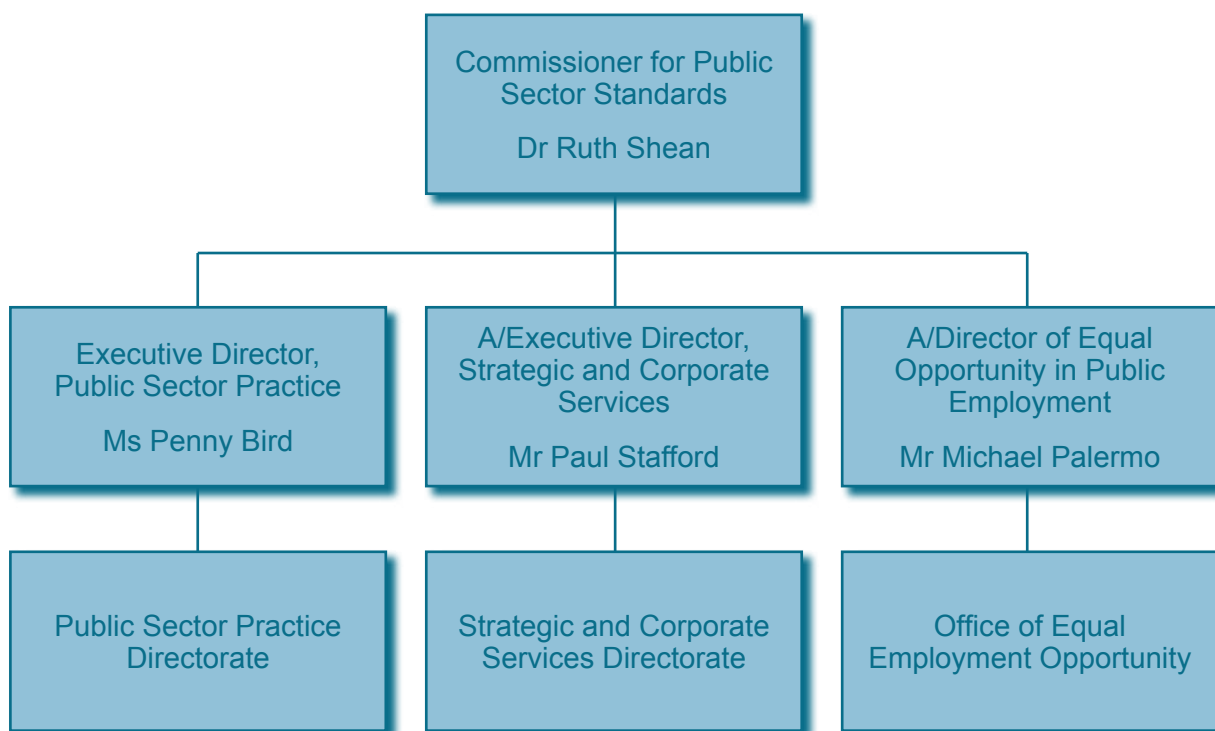 Commissioner for Public
Sector Standards
Dr Ruth Shean
Executive Director,
Public Sector Practice
Ms Penny Bird
A/Executive Director,
Strategic and Corporate
Services
Mr Paul Stafford
A/Director of Equal
Opportunity in Public
Employment
Mr Michael Palermo
Public Sector Practice
Directorate
Strategic and Corporate
Services Directorate
Office of Equal
Employment Opportunity